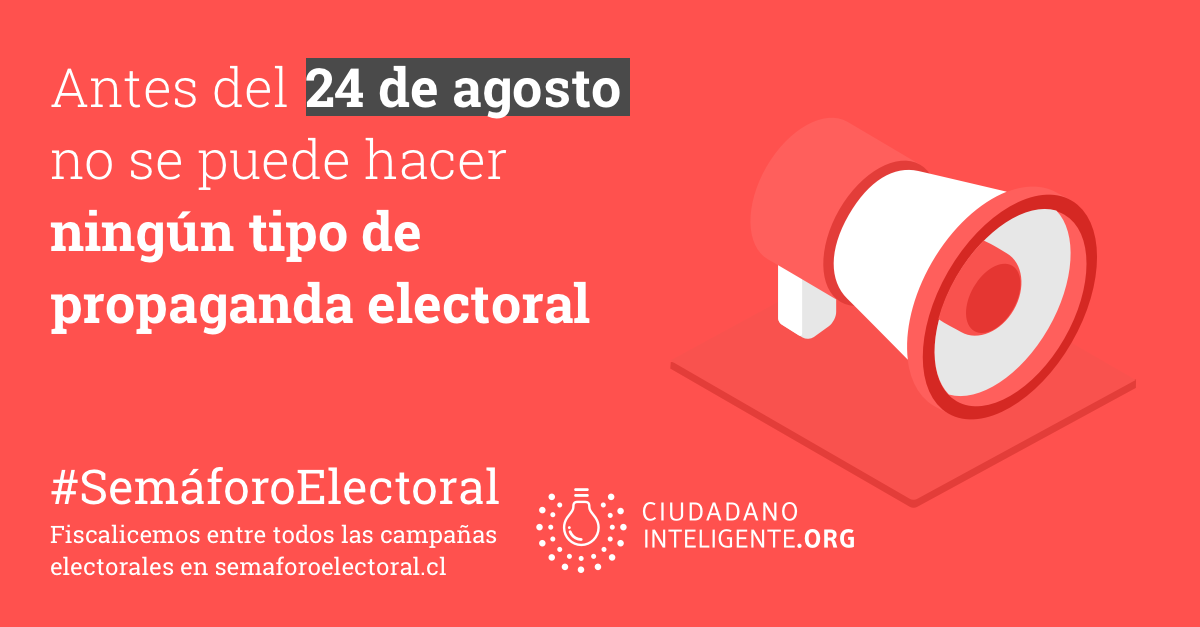 Antes del 24 de agosto
no se puede hacer
ningún tipo de
propaganda electoral
#SemáforoElectoral
Fiscalicemos entre todos las campañas
electorales en semaforoelectoral.cl
CIUDADANO
INTELIGENTE.ORG